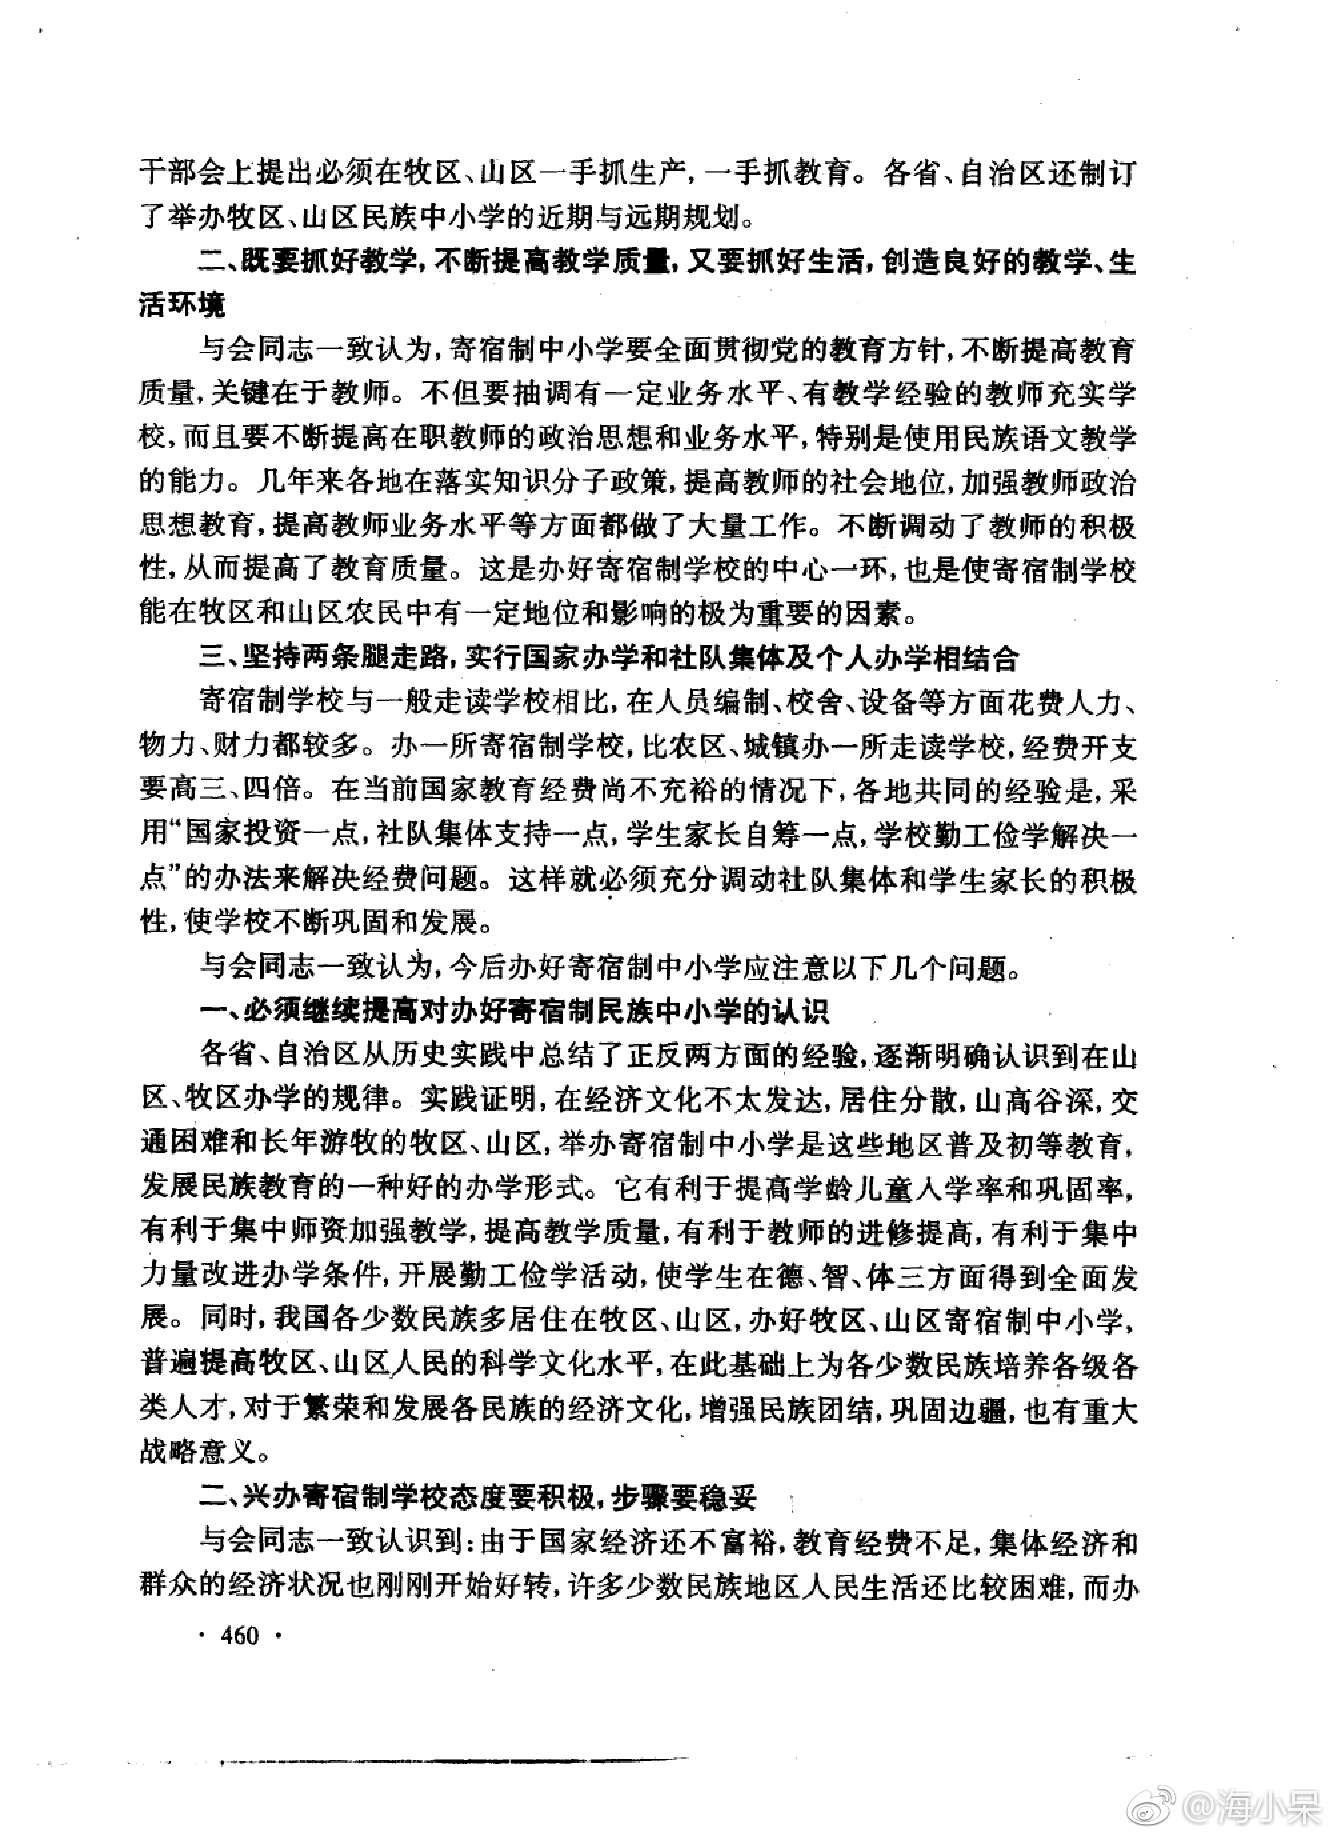 干部会上提出必须在牧区、山区一手抓生产，一手抓教育。各省、自治区还制订
了举办牧区、山区民族中小学的近期与远期规划。
二、既要抓好教学，不断提高教学质量，又要抓好生活，创造良好的教学、生
活环境
与会同志一致认为，寄宿制中小学要全面贯彻党的教育方针，不断提高教育
质量，关键在于教师。不但要抽调有一定业务水平、有教学经验的教师充实学
校，而且要不断提高在职教师的政治思想和业务水平，特别是使用民族语文教学
的能力。几年来各地在落实知识分子政策，提高教师的社会地位，加强教师政治
思想教育，提高教师业务水平等方面都做了大量工作。不断调动了教师的积极
性，从而提高了教育质量。这是办好寄宿制学校的中心一环，也是使寄宿制学校
能在牧区和山区农民中有一定地位和影响的极为重要的因素。
三、坚持两条腿走路，实行国家办学和社队集体及个人办学相结合
寄宿制学校与一般走读学校相比，在人员编制、校舍、设备等方面花费人力、
物力、财力都较多。办一所寄宿制学校，比农区、城镇办一所走读学校，经费开支
要高三、四倍。在当前国家教育经费尚不充裕的情况下，各地共同的经验是，采
用“国家投资一点，社队集体支持一点，学生家长自筹一点，学校勤工俭学解决一
点”的办法来解决经费问题。这样就必须充分调动社队集体和学生家长的积极
性，使学校不断巩固和发展。
与会同志一致认为，今后办好寄宿制中小学应注意以下几个问题。
一、必须继续提高对办好寄宿制民族中小学的认识
各省、自治区从历史实践中总结了正反两方面的经验，逐渐明确认识到在山
区、牧区办学的规律。实践证明，在经济文化不太发达，居住分散，山高谷深，交
通困难和长年游牧的牧区、山区，举办寄宿制中小学是这些地区普及初等教育，
发展民族教育的一种好的办学形式。它有利于提高学龄儿童入学率和巩固率，
有利于集中师资加强教学，提高教学质量，有利于教师的进修提高，有利于集中
力量改进办学条件，开展勤工俭学活动，使学生在德、智、体三方面得到全面发
展。同时，我国各少数民族多居住在牧区、山区，办好牧区、山区寄宿制中小学，
普遍提高牧区、山区人民的科学文化水平，在此基础上为各少数民族培养各级各
类人才，对于繁荣和发展各民族的经济文化，增强民族团结，巩固边疆，也有重大
战略意义。
二、兴办寄宿制学校态度要积极，步骤要稳妥
与会同志一致认识到：由于国家经济还不富裕，教育经费不足，集体经济和
群众的经济状况也刚刚开始好转，许多少数民族地区人民生活还比较困难，而办
· 460 ·
@海小呆